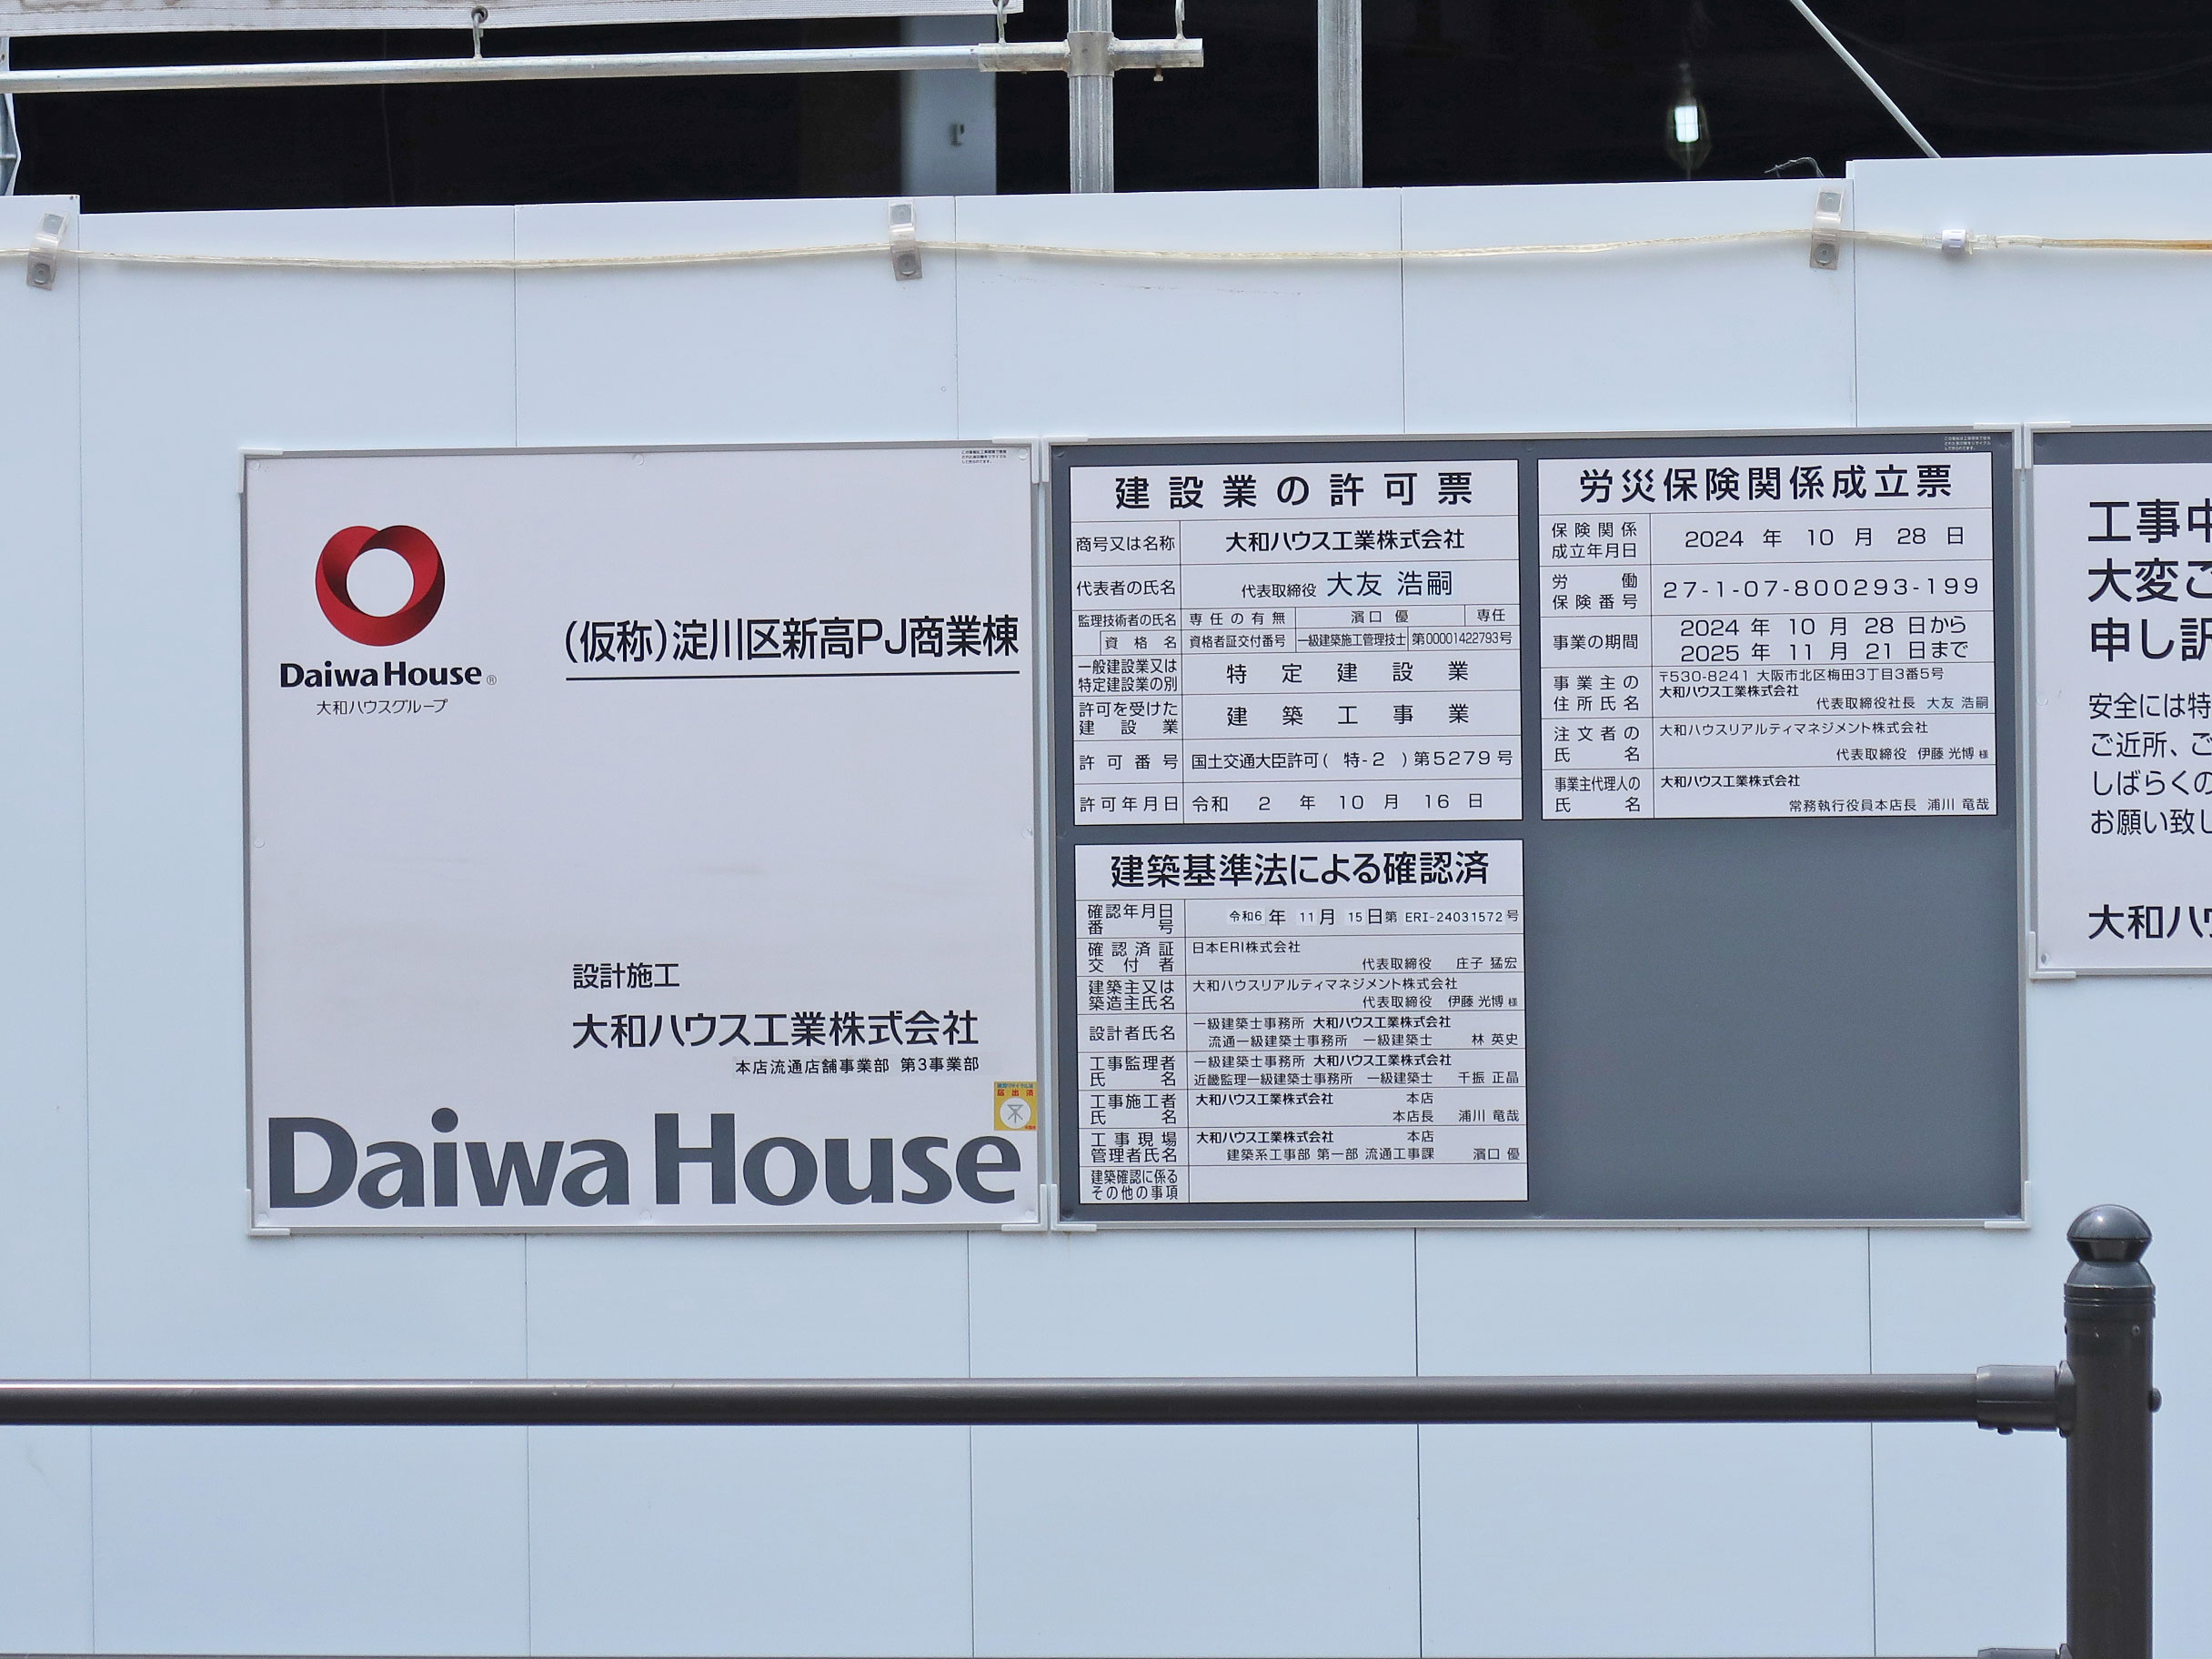 Daiwa House®
大和ハウスグループ
(仮称)淀川区新高PJ商業棟
設計施工
大和ハウス工業株式会社
本店流通店舗事業部 第3事業部
届出済
Daiwa House
建設業の許可票
商号又は名称 大和ハウス工業株式会社
代表者の氏名 代表取締役 大友 浩嗣
監理技術者の氏名 専任の有無 濱口 優 専任
資格名 資格者証交付番号 一級建築施工管理技士 第00001422793号
一般建設業又は
特定建設業の別 特定建設業
許可を受けた
建設業 建築工事業
許可番号 国土交通大臣許可( 特-2 )第5279号
許可年月日 令和 2 年 10 月 16 日
建築基準法による確認済
確認年月日
番号 令和6 年 11 月 15 日第 ERI-24031572 号
確認済証
交付者 日本ERI株式会社
代表取締役 庄子 猛宏
建築主又は
築造主氏名 大和ハウスリアルティマネジメント株式会社
代表取締役 伊藤 光博 様
設計者氏名 一級建築士事務所 大和ハウス工業株式会社
流通一級建築士事務所 一級建築士 林 英史
工事監理者
氏名 一級建築士事務所 大和ハウス工業株式会社
近畿監理一級建築士事務所 一級建築士 千振 正晶
工事施工者
氏名 大和ハウス工業株式会社 本店
本店長 浦川 竜哉
工事現場
管理者氏名 大和ハウス工業株式会社 本店
建築系工事部 第一部 流通工事課 濱口 優
建築確認に係る
その他の事項
労災保険関係成立票
保険関係
成立年月日 2024 年 10 月 28 日
労働
保険番号 27-1-07-800293-199
事業の期間 2024 年 10 月 28 日から
2025 年 11 月 21 日まで
事業主の
住所氏名 〒530-8241 大阪市北区梅田3丁目3番5号
大和ハウス工業株式会社
代表取締役社長 大友 浩嗣
注文者の
氏名 大和ハウスリアルティマネジメント株式会社
代表取締役 伊藤 光博 様
事業主代理人の
氏名 大和ハウス工業株式会社
常務執行役員本店長 浦川 竜哉
工事中
大変ご
申し訳
安全には特
ご近所、ご
しばらくの
お願い致し
大和ハウ